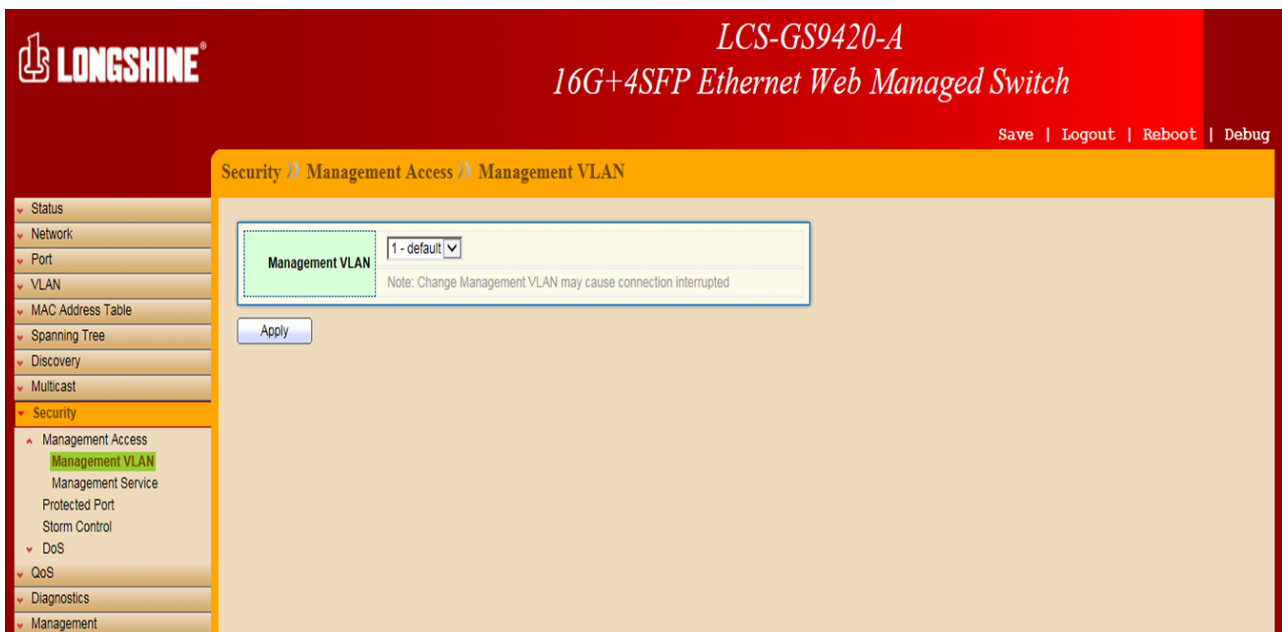 LONGSHINE®
LCS-GS9420-A
16G+4SFP Ethernet Web Managed Switch
Save | Logout | Reboot | Debug
Security » Management Access » Management VLAN
Status
Network
Port
VLAN
MAC Address Table
Spanning Tree
Discovery
Multicast
Security
Management Access
Management VLAN
Management Service
Protected Port
Storm Control
DoS
QoS
Diagnostics
Management
Management VLAN
1 - default
Note: Change Management VLAN may cause connection interrupted
Apply